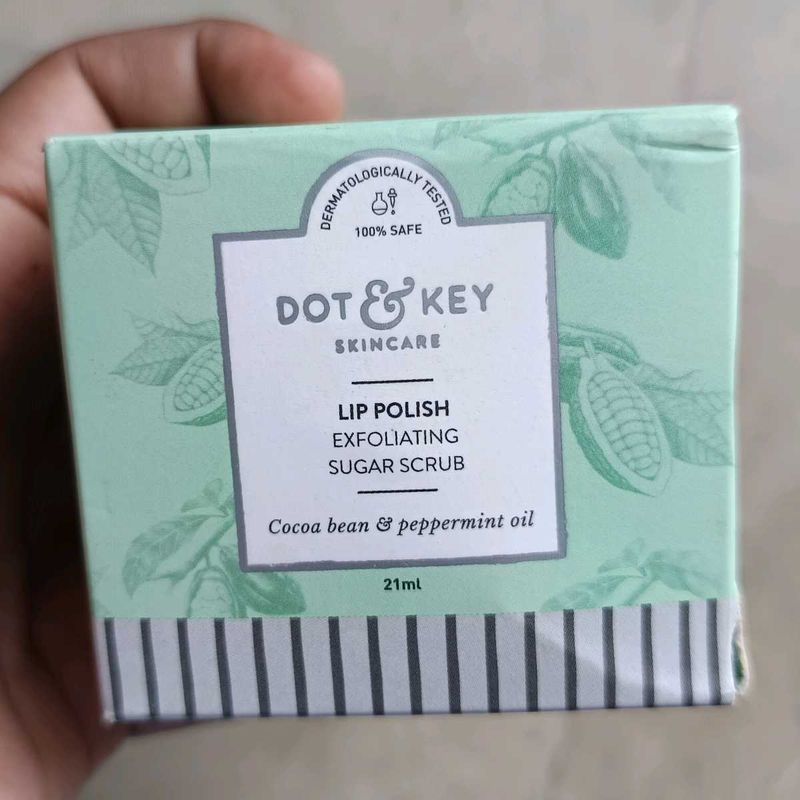 DERMATOLOGICALLY TESTED
100% SAFE
DOT & KEY
SKINCARE
LIP POLISH
EXFOLIATING
SUGAR SCRUB
Cocoa bean & peppermint oil
21ml